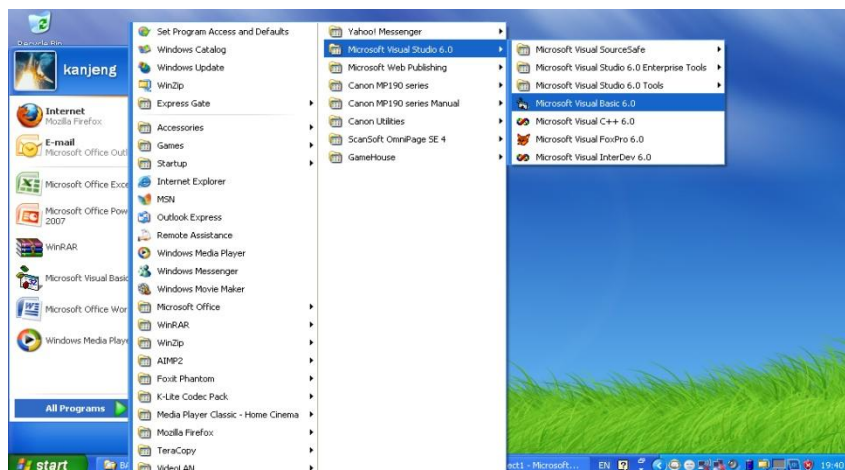 Recycle Bin
kanjeng
Internet
Mozilla Firefox
E-mail
Microsoft Office Outl
Microsoft Office Exce
Microsoft Office Pow
2007
WinRAR
Microsoft Visual Basic
Microsoft Office Wor
Windows Media Playe
All Programs
start
Set Program Access and Defaults
Windows Catalog
Windows Update
WinZip
Express Gate
Accessories
Games
Startup
Internet Explorer
MSN
Outlook Express
Remote Assistance
Windows Media Player
Windows Messenger
Windows Movie Maker
Microsoft Office
WinRAR
WinZip
AIMP2
Foxit Phantom
K-Lite Codec Pack
Media Player Classic - Home Cinema
Mozilla Firefox
TeraCopy
VideoLAN
Yahoo! Messenger
Microsoft Visual Studio 6.0
Microsoft Web Publishing
Canon MP190 series
Canon MP190 series Manual
Canon Utilities
ScanSoft OmniPage SE 4
GameHouse
Microsoft Visual SourceSafe
Microsoft Visual Studio 6.0 Enterprise Tools
Microsoft Visual Studio 6.0 Tools
Microsoft Visual Basic 6.0
Microsoft Visual C++ 6.0
Microsoft Visual FoxPro 6.0
Microsoft Visual InterDev 6.0
ect1 - Microsoft...
EN
19:40